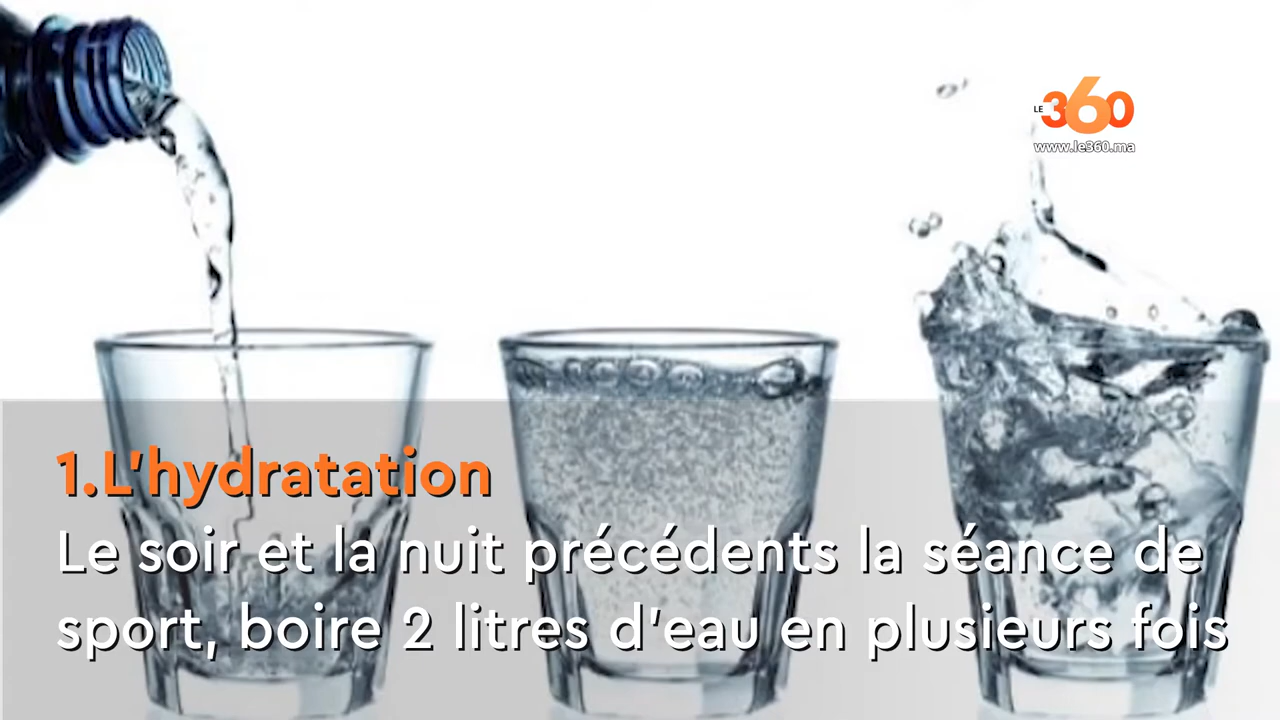 LE 360
www.le360.ma
1.L'hydratation
Le soir et la nuit précédents la séance de
sport, boire 2 litres d'eau en plusieurs fois